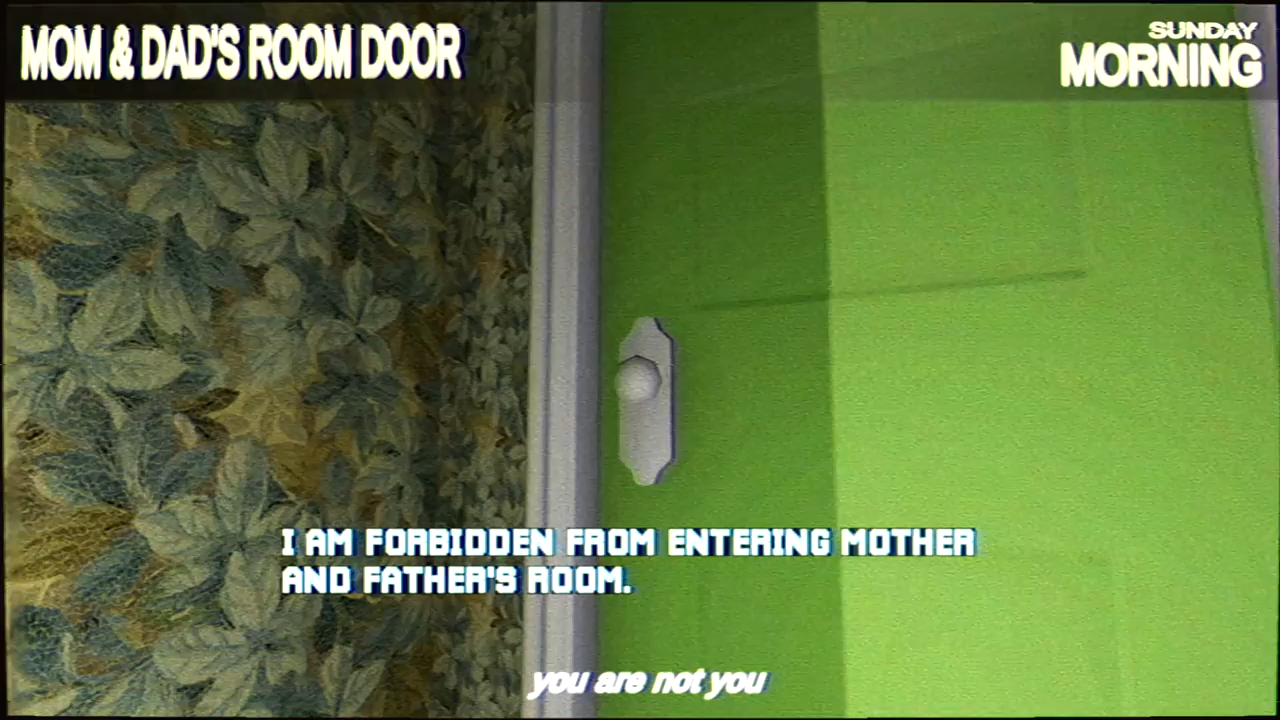 MOM & DAD'S ROOM DOOR
SUNDAY
MORNING
I AM FORBIDDEN FROM ENTERING MOTHER
AND FATHER'S ROOM.
you are not you